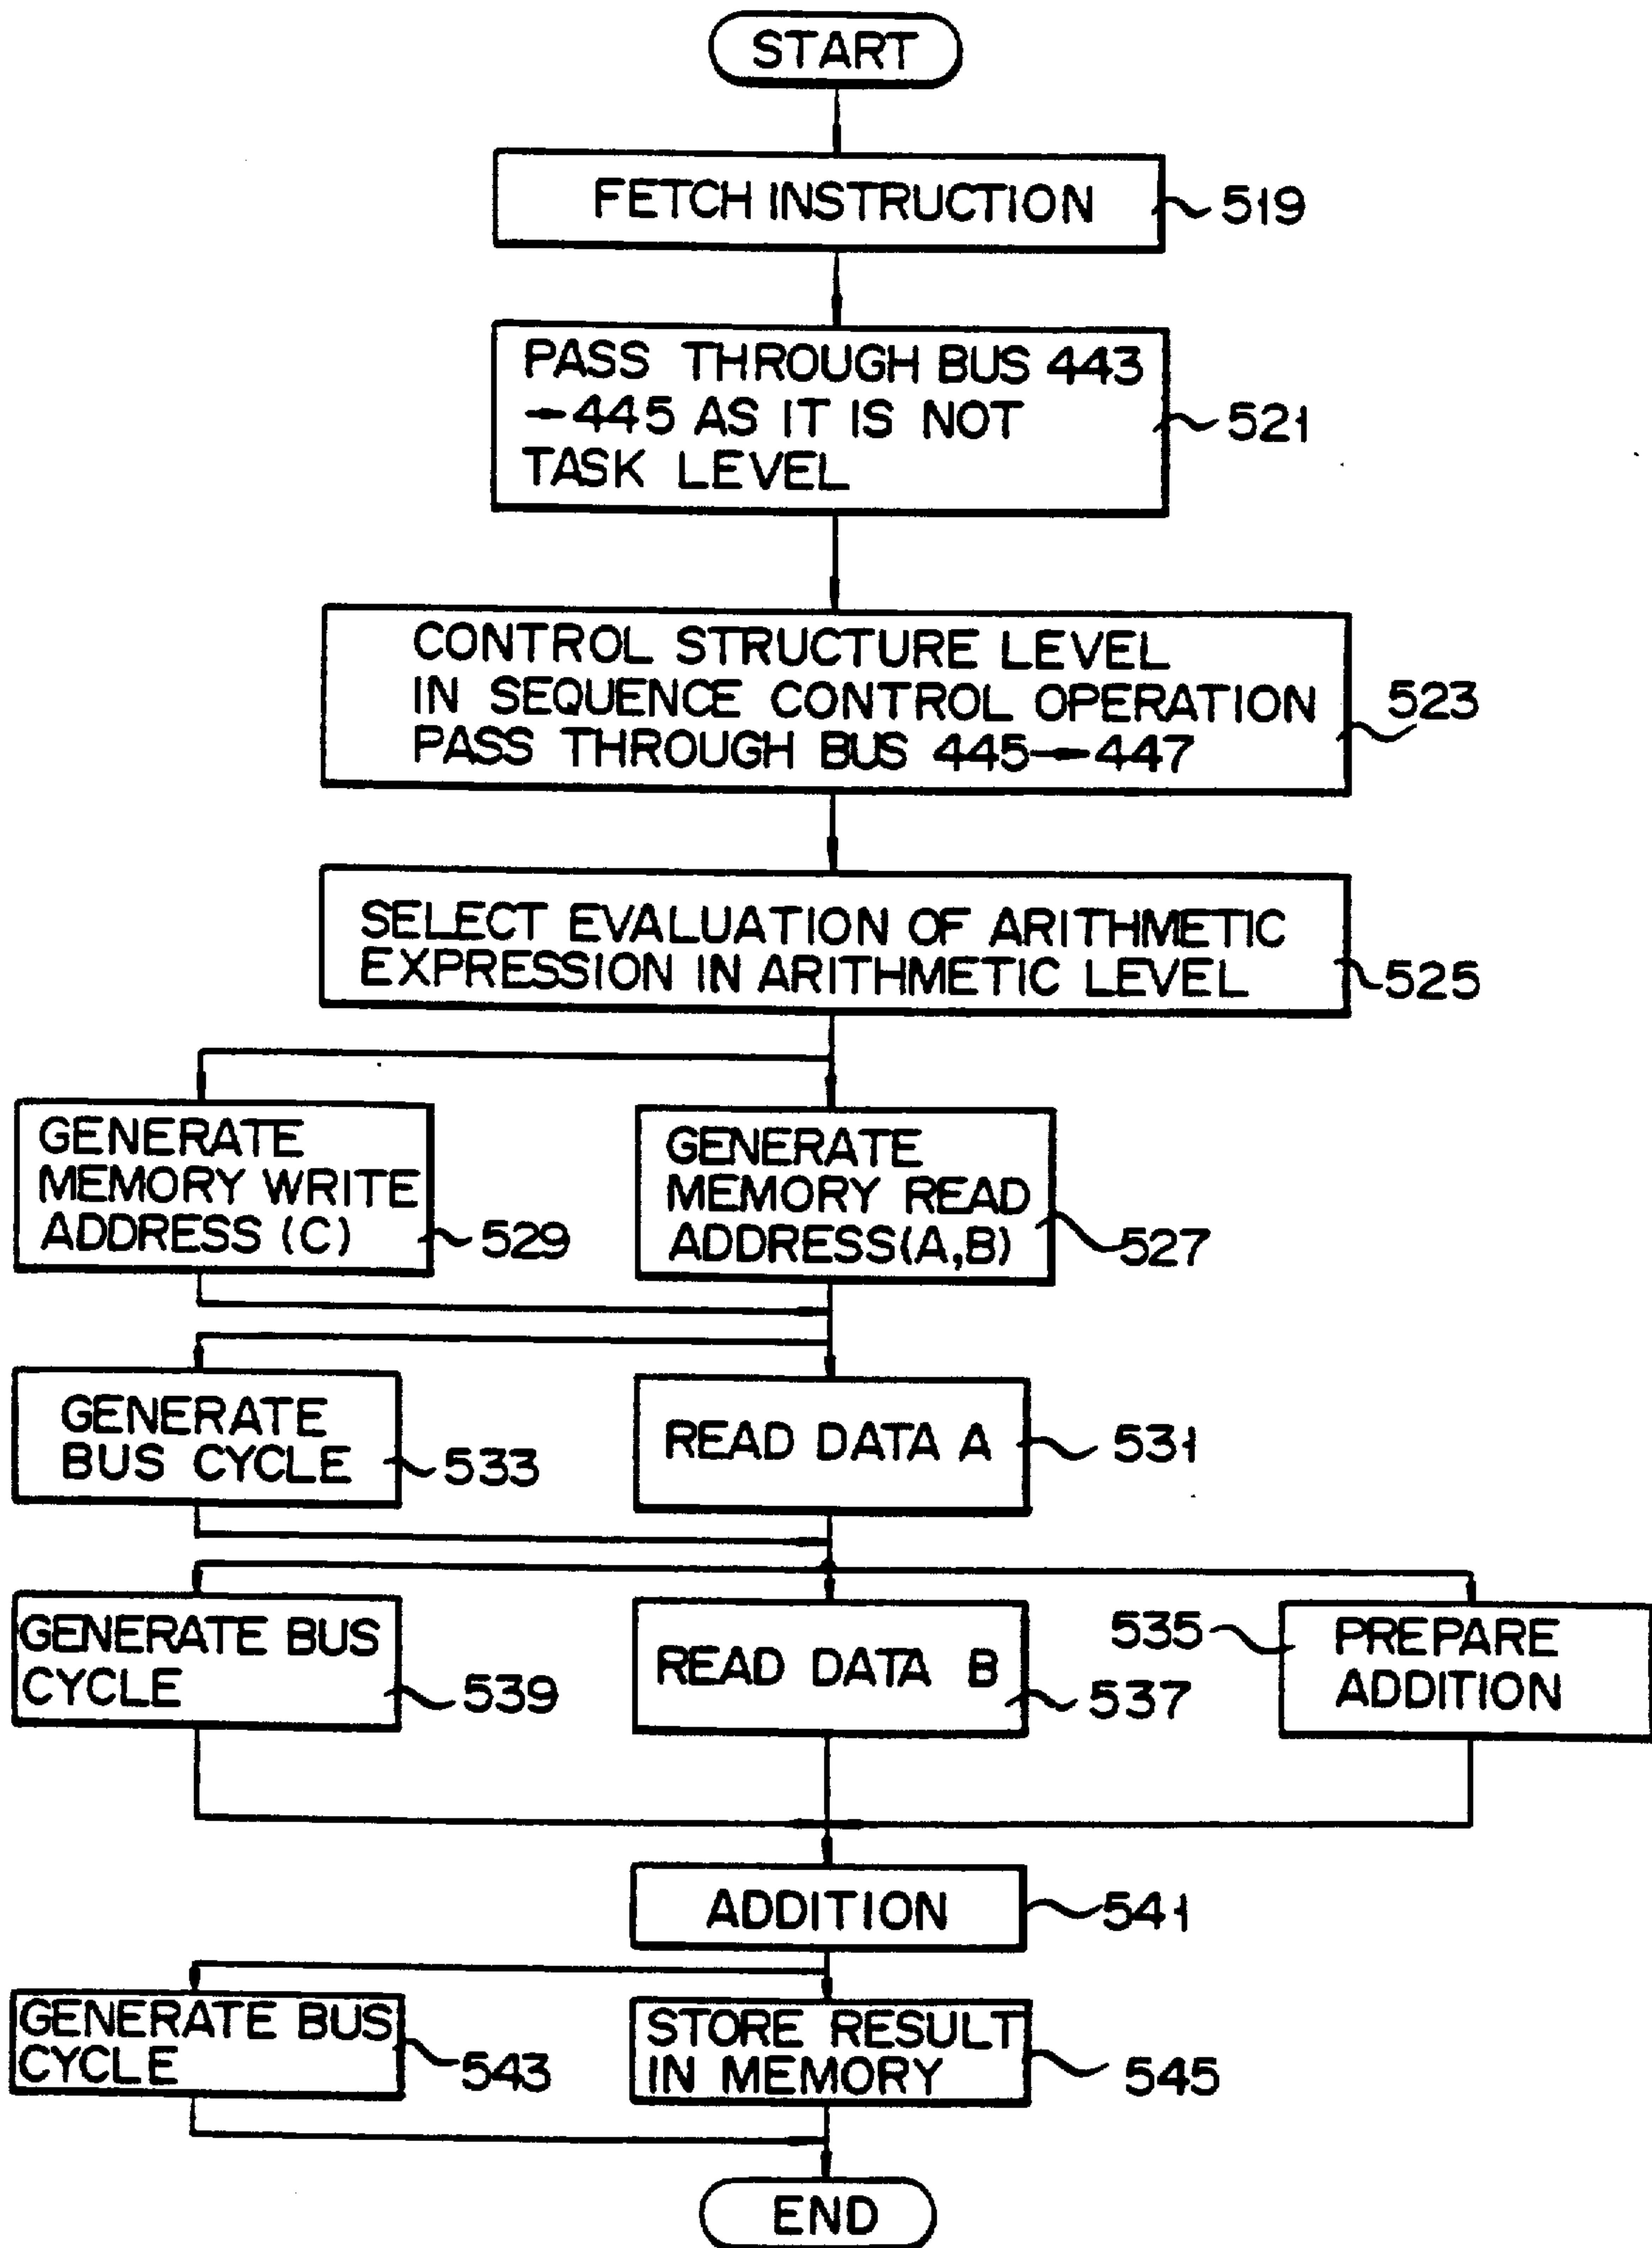 START
FETCH INSTRUCTION
519
PASS THROUGH BUS 443
→445 AS IT IS NOT
TASK LEVEL
521
CONTROL STRUCTURE LEVEL
IN SEQUENCE CONTROL OPERATION
PASS THROUGH BUS 445→447
523
SELECT EVALUATION OF ARITHMETIC
EXPRESSION IN ARITHMETIC LEVEL
525
GENERATE
MEMORY WRITE
ADDRESS (C)
529
GENERATE
MEMORY READ
ADDRESS(A,B)
527
GENERATE
BUS CYCLE
533
READ DATA A
531
GENERATE BUS
CYCLE
539
READ DATA B
537
535
PREPARE
ADDITION
ADDITION
541
GENERATE BUS
CYCLE
543
STORE RESULT
IN MEMORY
545
END